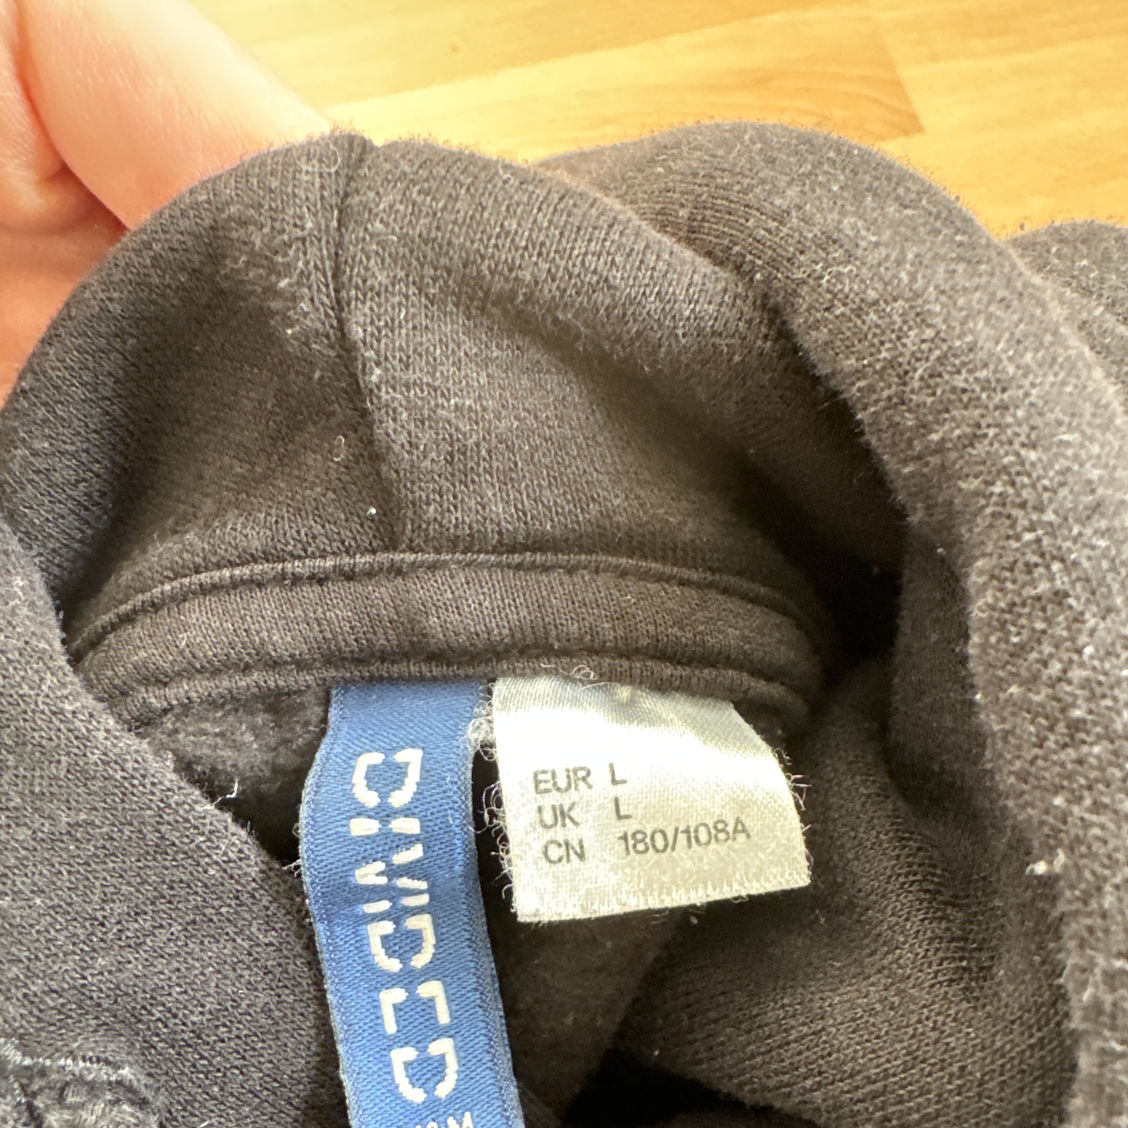 DIVIDED
EUR L
UK L
CN 180/108A